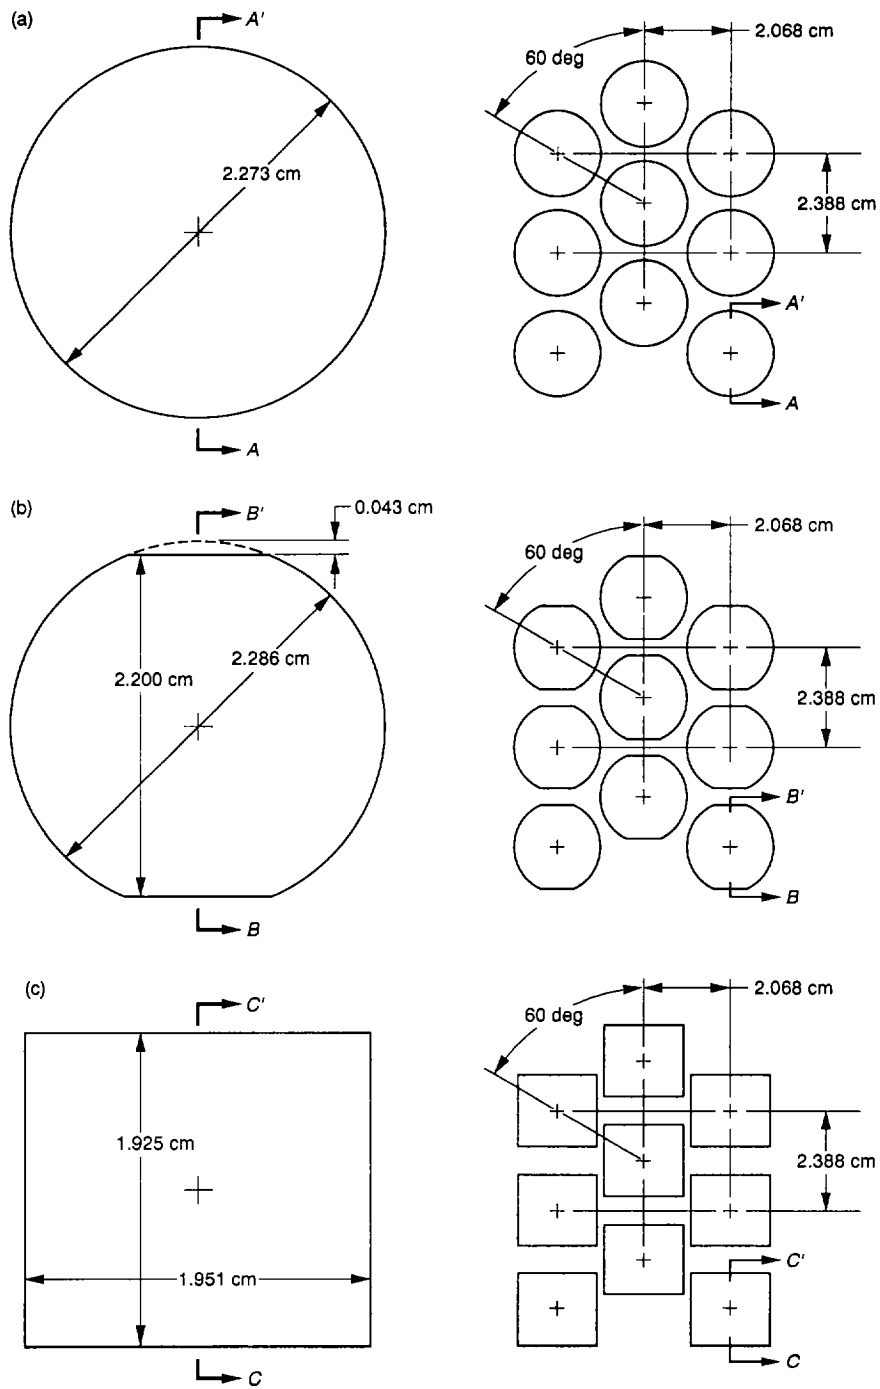 (a)
A'
2.273 cm
A
60 deg
2.068 cm
2.388 cm
A'
A
(b)
B'
0.043 cm
2.200 cm
2.286 cm
B
60 deg
2.068 cm
2.388 cm
B'
B
(c)
C'
1.925 cm
1.951 cm
C
60 deg
2.068 cm
2.388 cm
C'
C